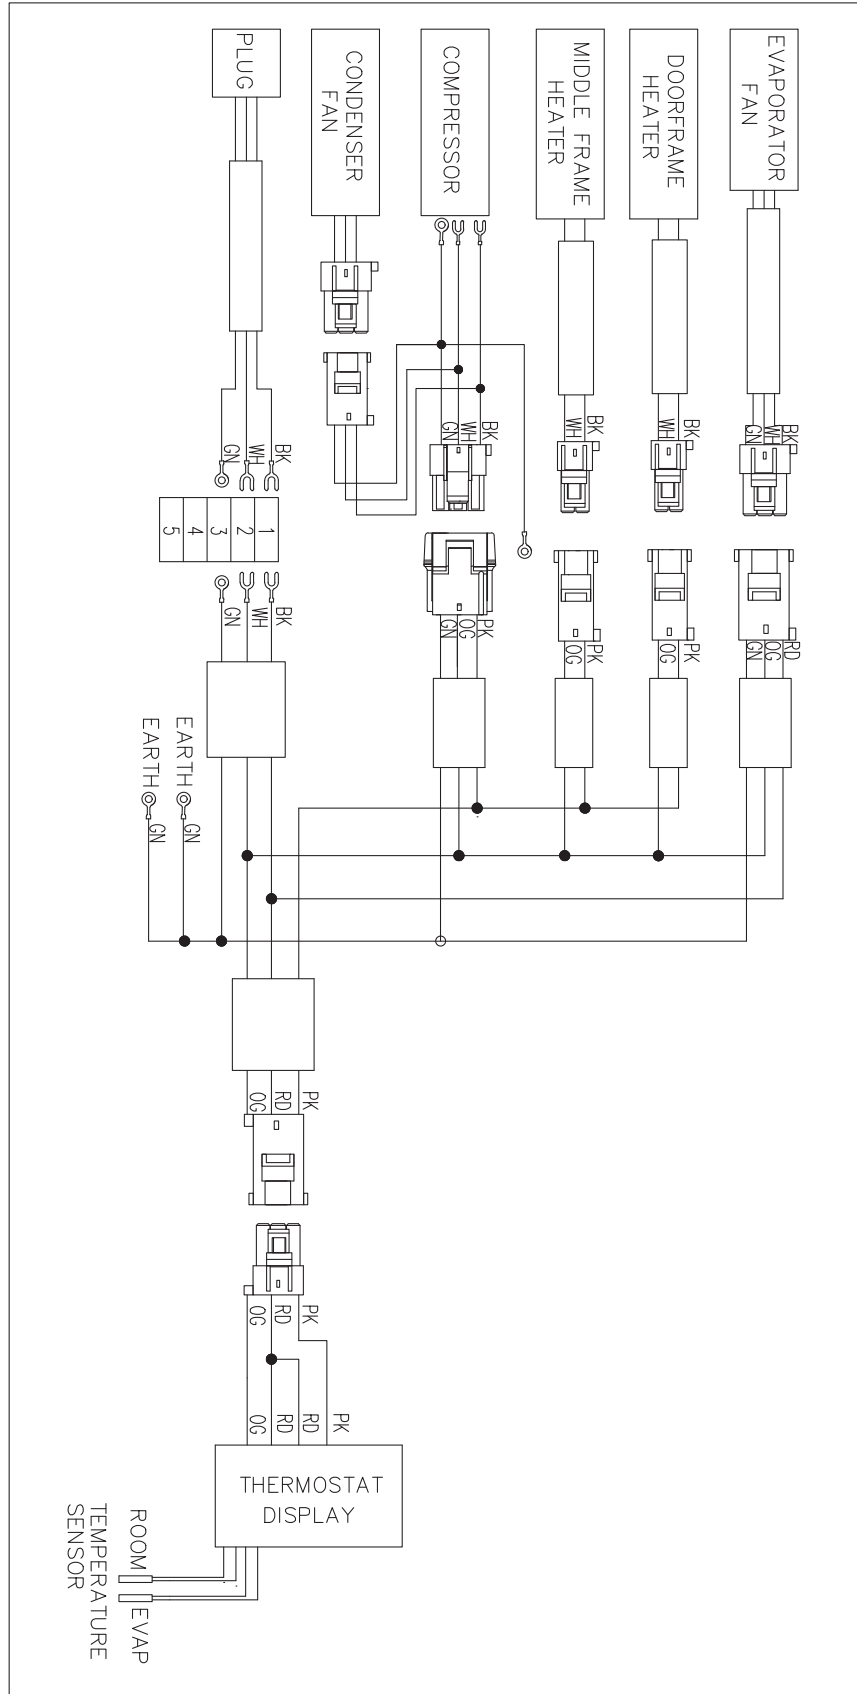 PLUG
CONDENSER
FAN
COMPRESSOR
MIDDLE FRAME
HEATER
DOORFRAME
HEATER
EVAPORATOR
FAN
GN
WH
BK
GN
WH
BK
WH
BK
WH
BK
GN
WH
BK
5
4
3
2
1
GN
WH
BK
GN
OG
PK
OG
PK
OG
PK
GN
OG
RD
EARTH
EARTH
GN
GN
OG
RD
PK
OG
RD
PK
OG
RD
RD
PK
THERMOSTAT
DISPLAY
ROOM
EVAP
TEMPERATURE
SENSOR